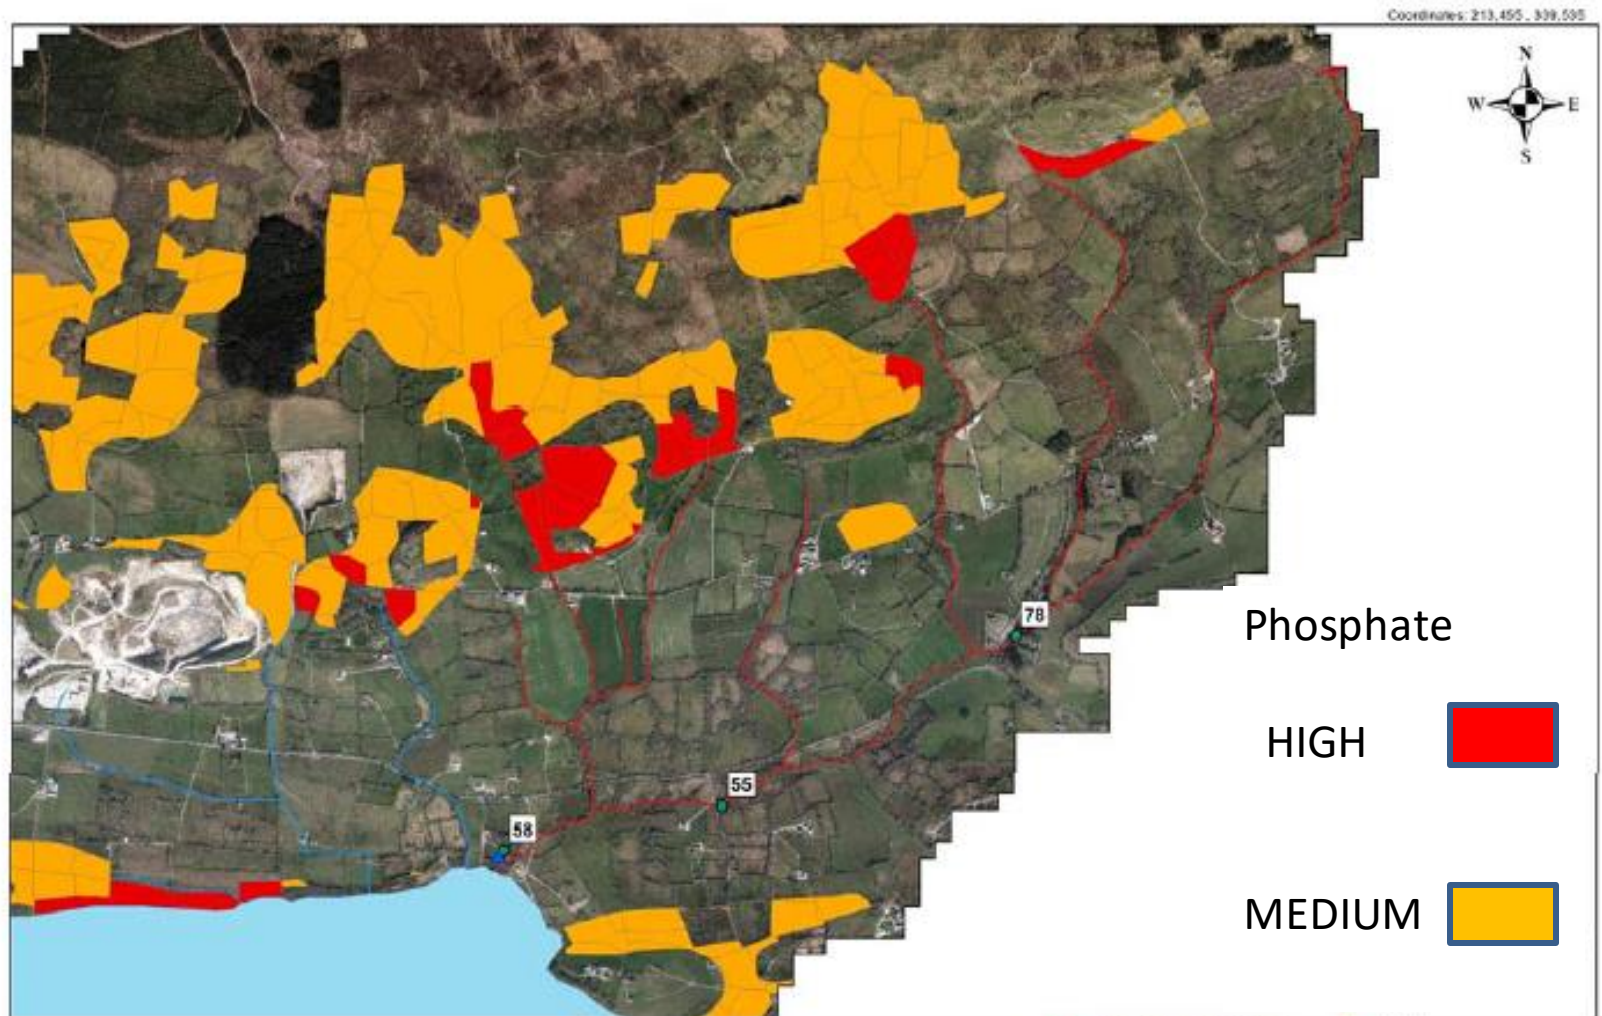 Coordinates: 213,455 , 339,535
N
W E
S
78
Phosphate
HIGH
55
58
MEDIUM